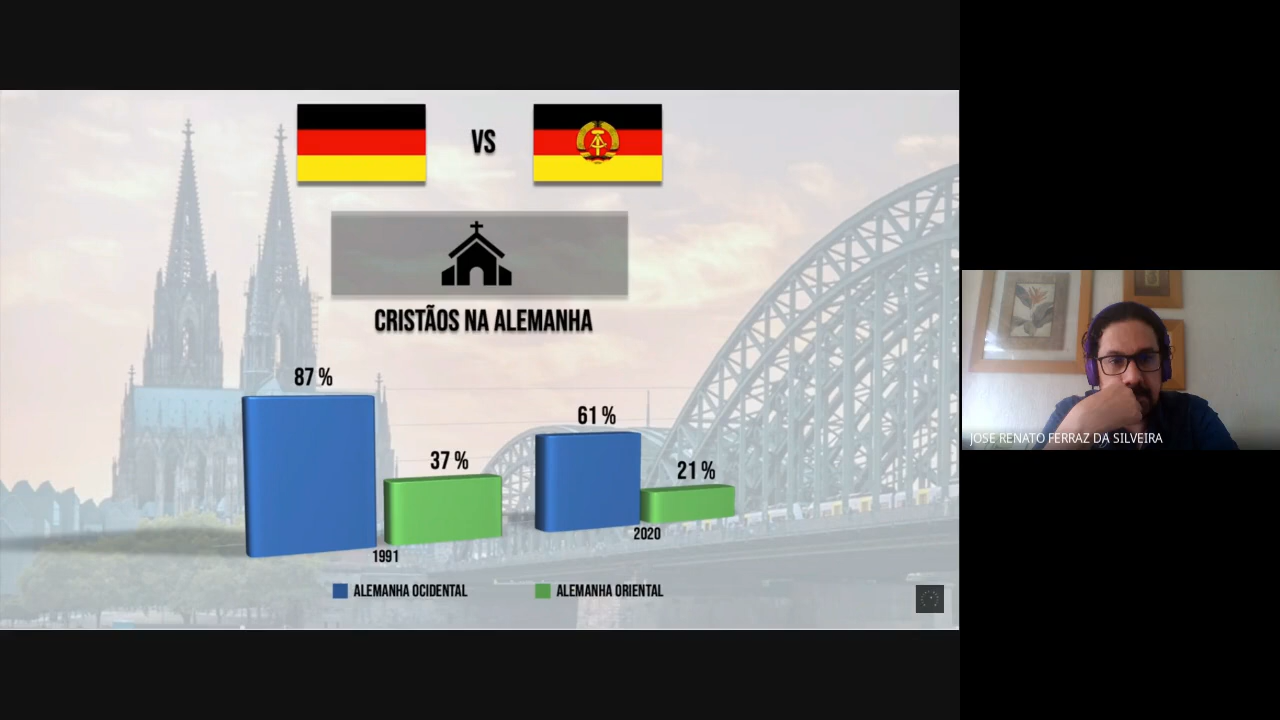 VS
CRISTÃOS NA ALEMANHA
87 %
37 %
61 %
21 %
1991
2020
ALEMANHA OCIDENTAL
ALEMANHA ORIENTAL
JOSE RENATO FERRAZ DA SILVEIRA